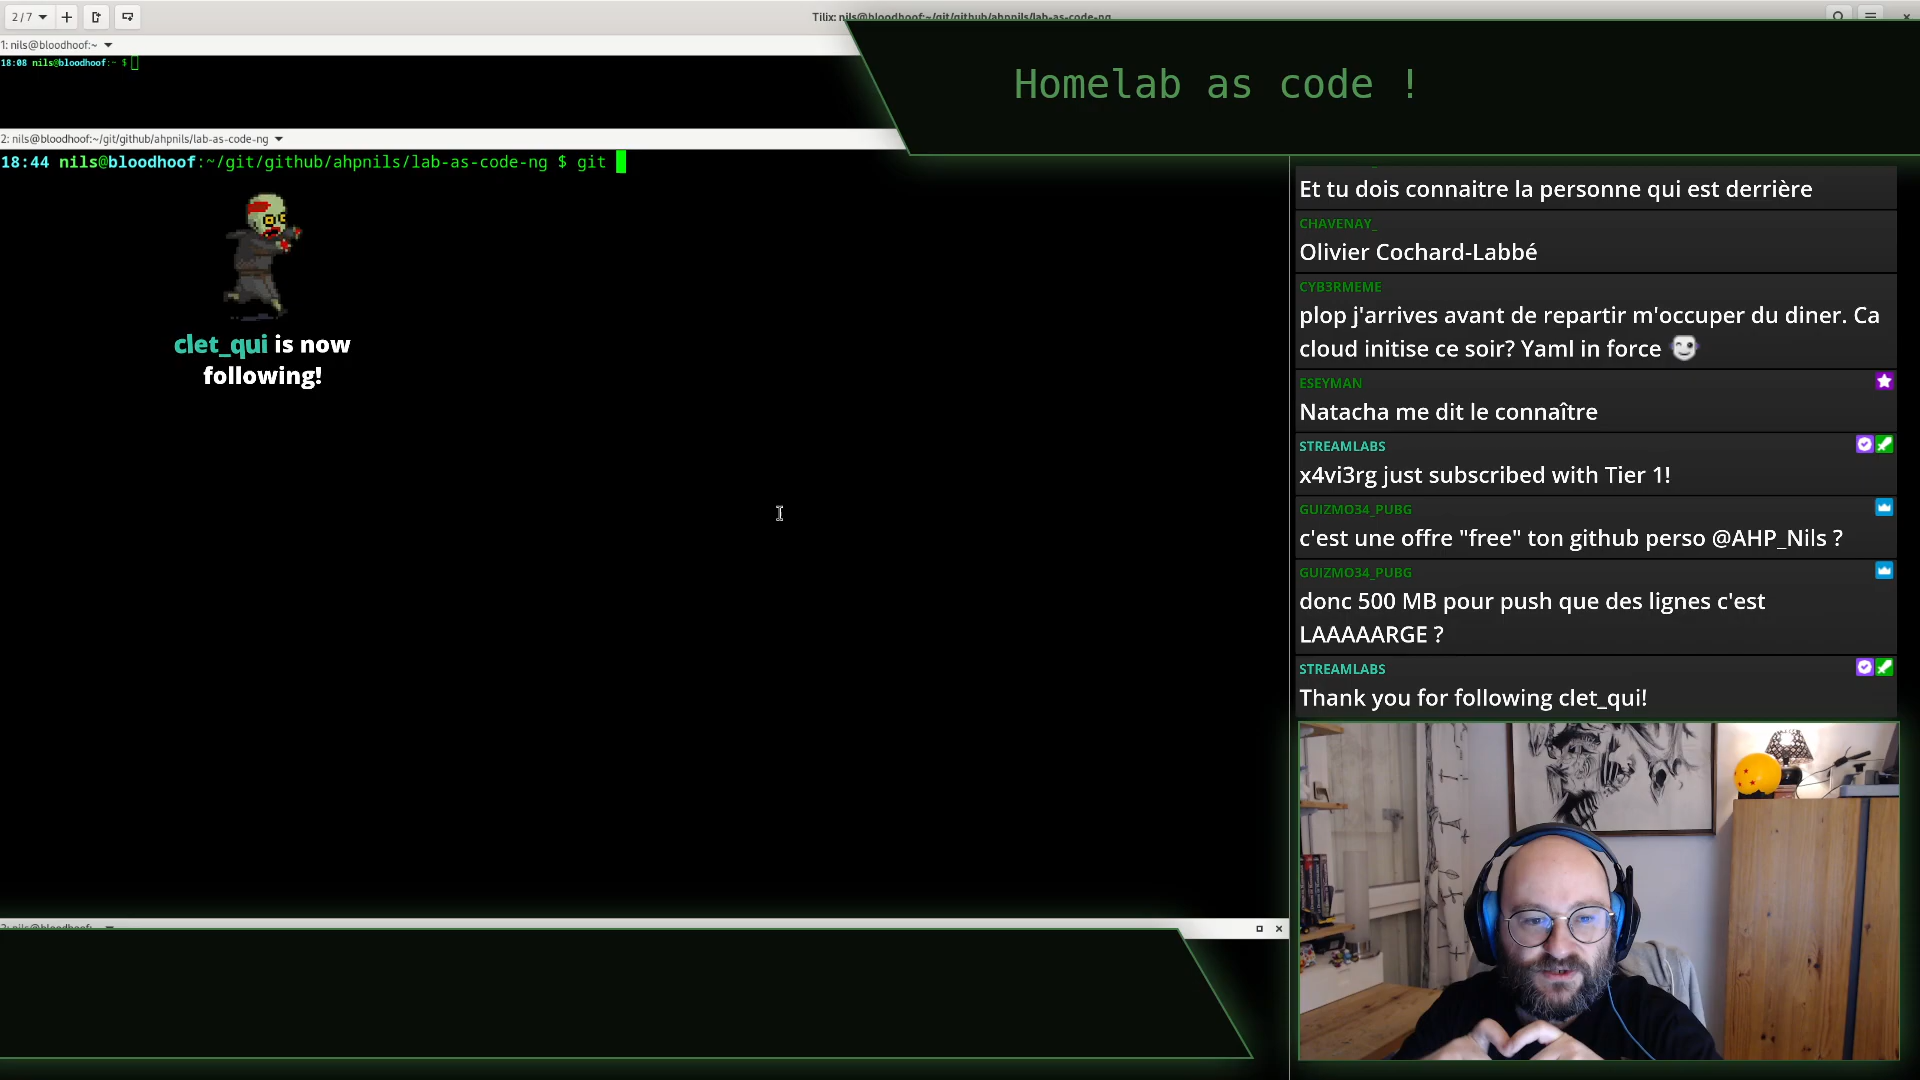 2/7
Tilix: nils@bloodhoof:~/git/github/ahpnils/lab-as-code-ng
1: nils@bloodhoof:~
18:08 nils@bloodhoof:~ $
Homelab as code !
2: nils@bloodhoof:~/git/github/ahpnils/lab-as-code-ng
18:44 nils@bloodhoof:~/git/github/ahpnils/lab-as-code-ng $ git
clet_qui is now
following!
Et tu dois connaitre la personne qui est derrière
CHAVENAY_
Olivier Cochard-Labbé
CYB3RMEME
plop j'arrives avant de repartir m'occuper du diner. Ca
cloud initise ce soir? Yaml in force
ESEYMAN
Natacha me dit le connaître
STREAMLABS
x4vi3rg just subscribed with Tier 1!
GUIZMO34_PUBG
c'est une offre "free" ton github perso @AHP_Nils ?
GUIZMO34_PUBG
donc 500 MB pour push que des lignes c'est
LAAAAARGE ?
STREAMLABS
Thank you for following clet_qui!